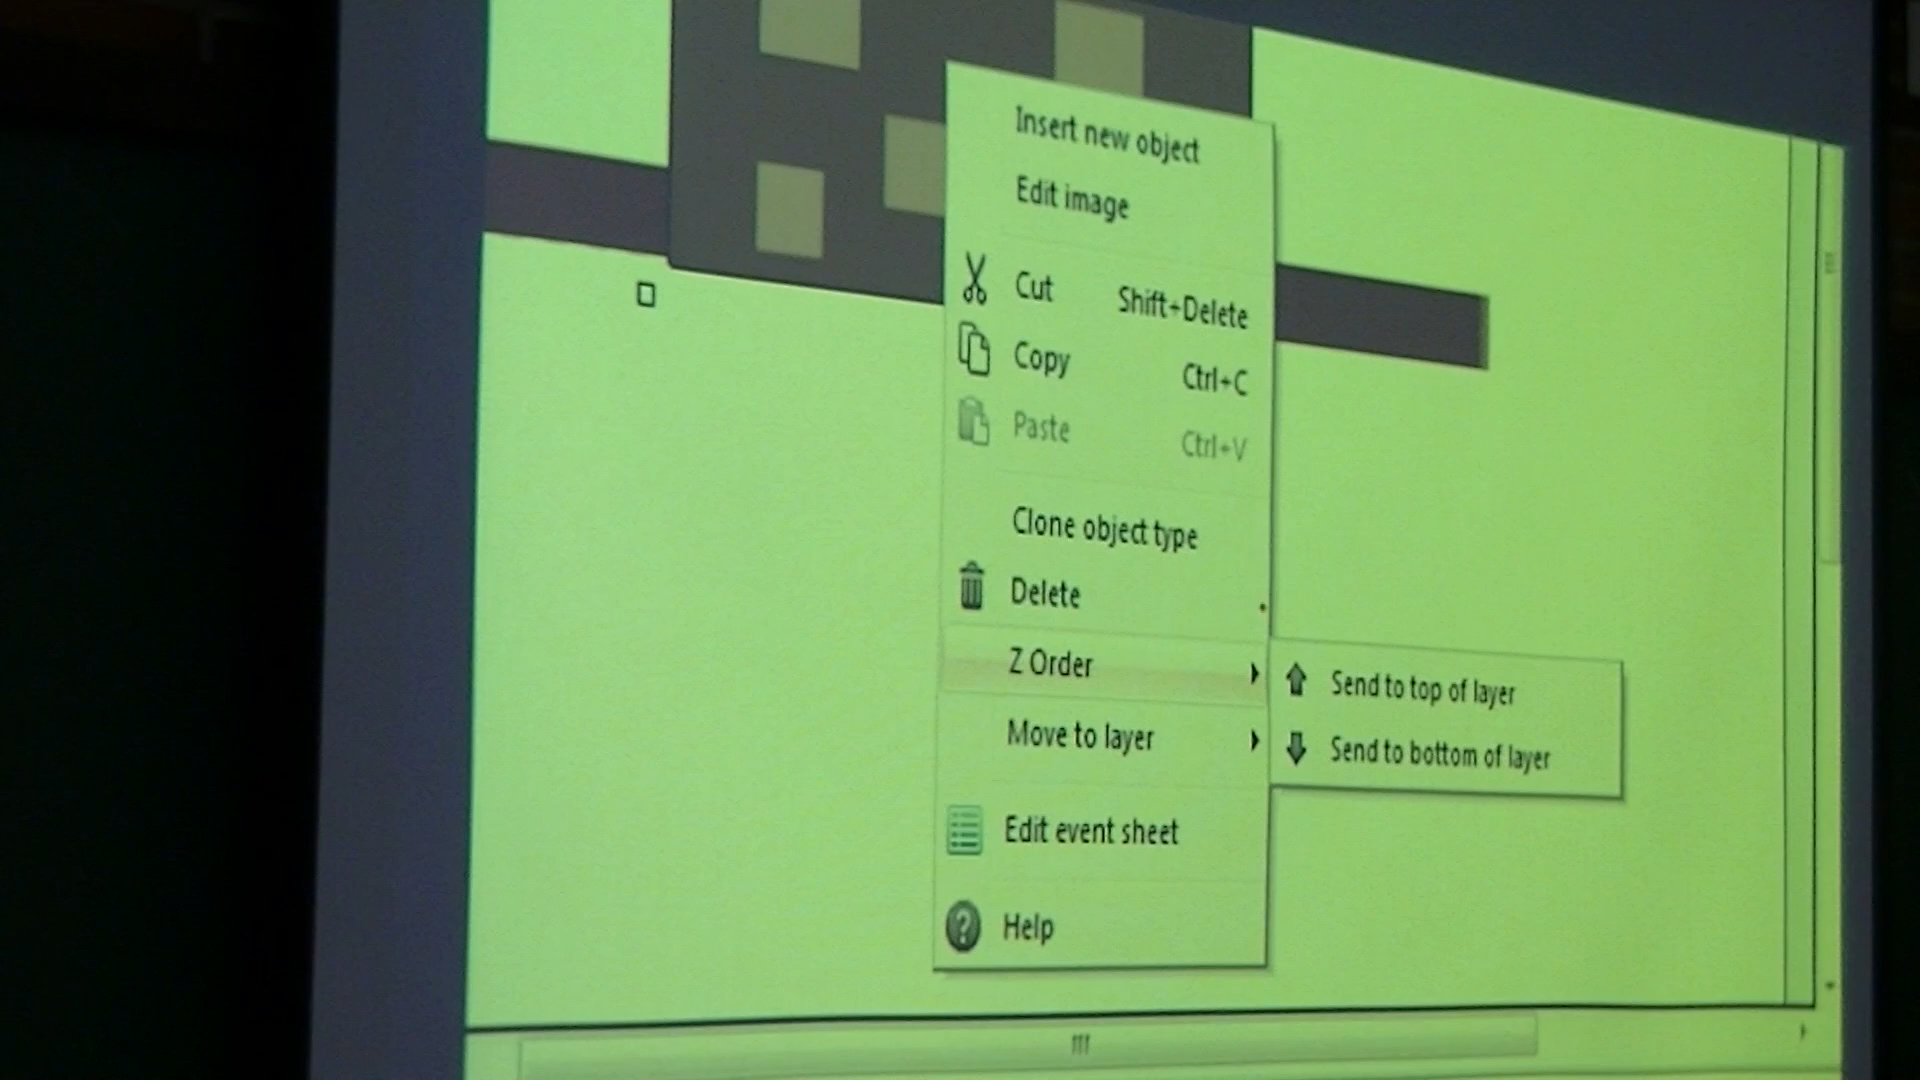 Insert new object
Edit image
Cut Shift+Delete
Copy Ctrl+C
Paste Ctrl+V
Clone object type
Delete
Z Order
Send to top of layer
Move to layer
Send to bottom of layer
Edit event sheet
Help